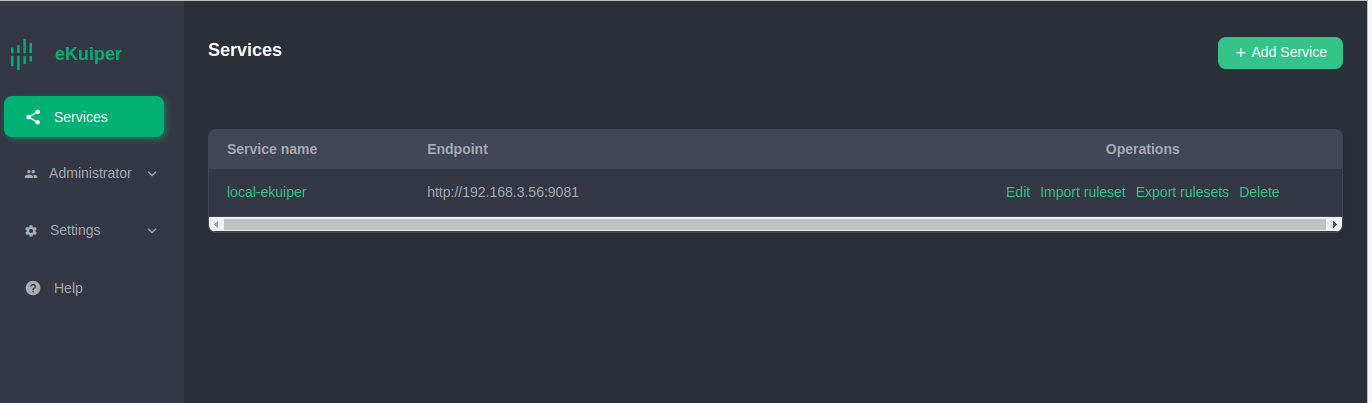 eKuiper
Services
+ Add Service
Services
Administrator
Settings
Help
Service name Endpoint Operations
local-ekuiper http://192.168.3.56:9081 Edit Import ruleset Export rulesets Delete